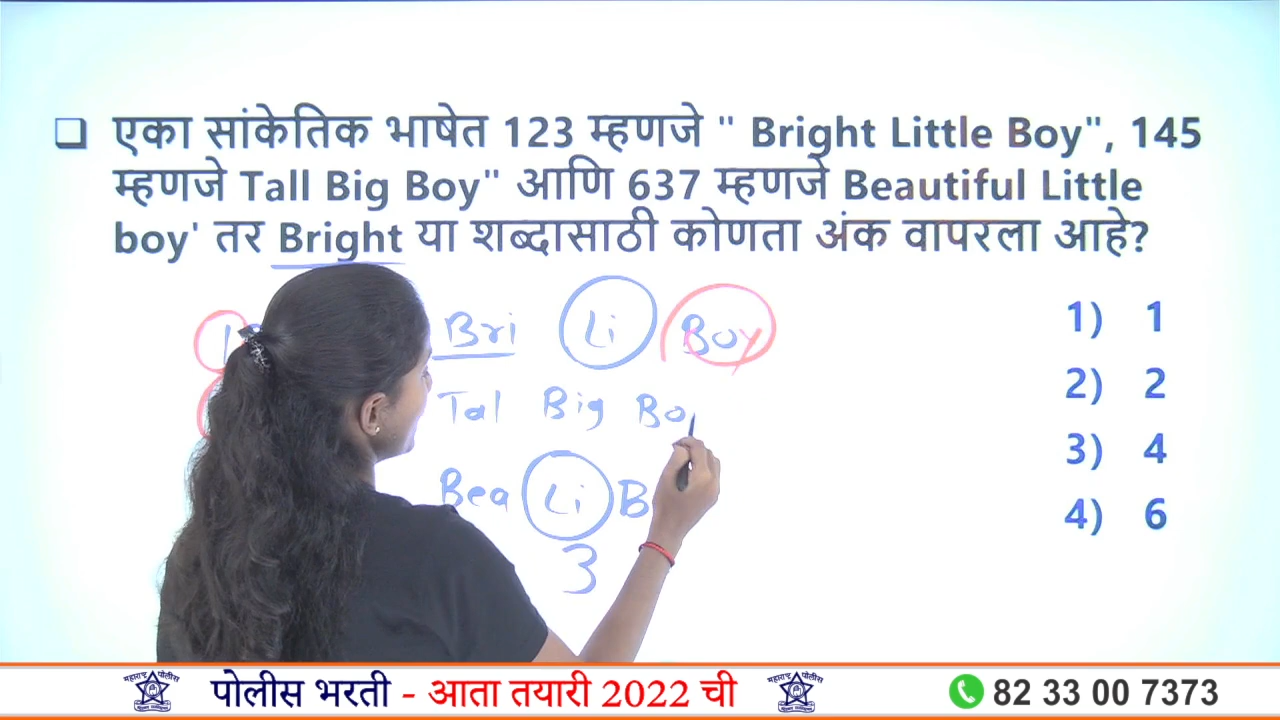 ❑ एका सांकेतिक भाषेत 123 म्हणजे " Bright Little Boy", 145
म्हणजे Tall Big Boy" आणि 637 म्हणजे Beautiful Little
boy' तर Bright या शब्दासाठी कोणता अंक वापरला आहे?
1) 1
2) 2
3) 4
4) 6
1 Bri Li Boy
Tal Big Bo
Bea Li B
3
पोलीस भरती - आता तयारी 2022 ची
82 33 00 7373